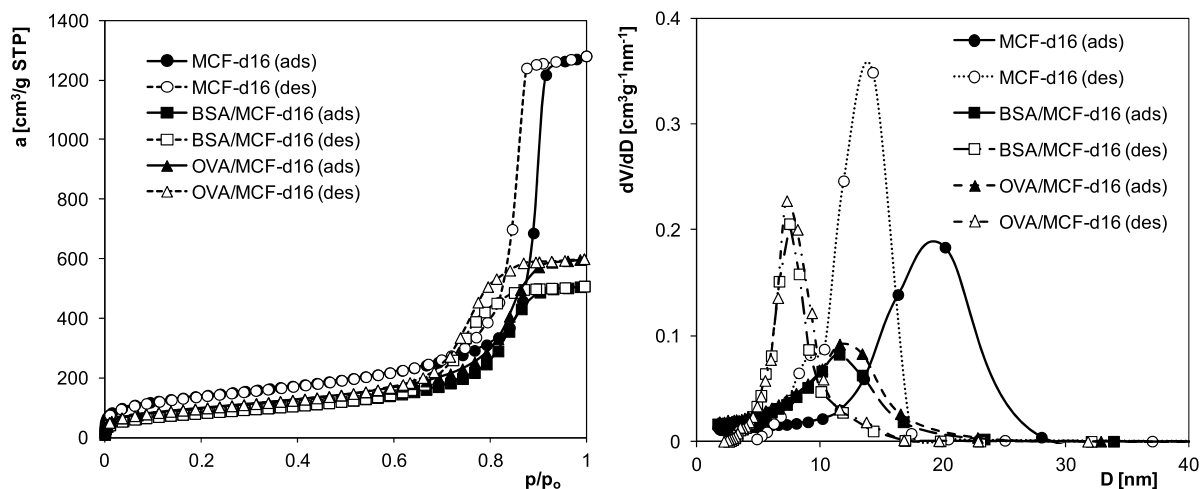 a [cm³/g STP]
1400
1200
1000
800
600
400
200
0
MCF-d16 (ads)
MCF-d16 (des)
BSA/MCF-d16 (ads)
BSA/MCF-d16 (des)
OVA/MCF-d16 (ads)
OVA/MCF-d16 (des)
0 0.2 0.4 0.6 0.8 1
p/pₒ
dV/dD [cm³g⁻¹nm⁻¹]
0.4
0.3
0.2
0.1
0
MCF-d16 (ads)
MCF-d16 (des)
BSA/MCF-d16 (ads)
BSA/MCF-d16 (des)
OVA/MCF-d16 (ads)
OVA/MCF-d16 (des)
0 10 20 30 40
D [nm]